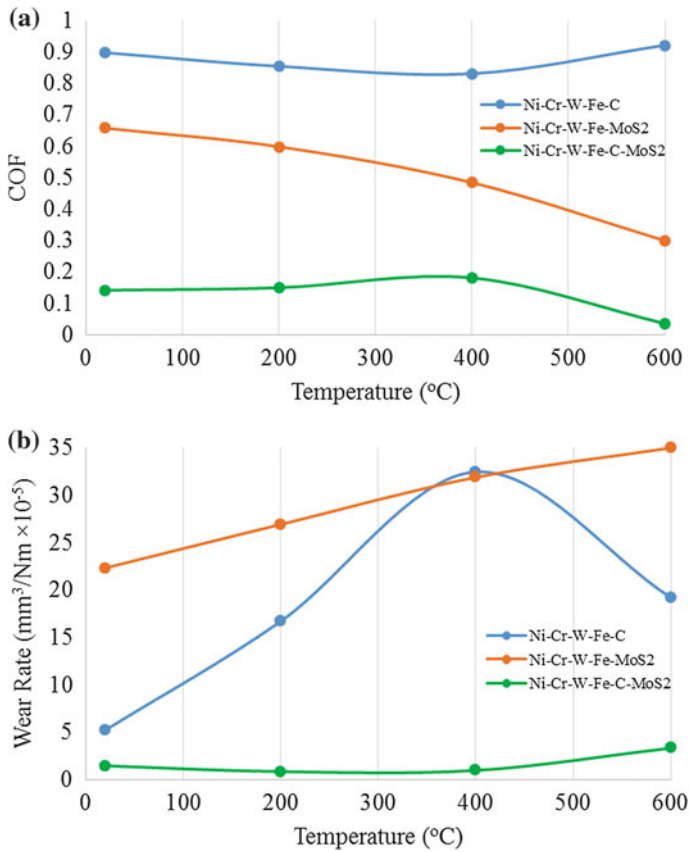 (a)
1
0.9
0.8
0.7
0.6
0.5
0.4
0.3
0.2
0.1
0
COF
Ni-Cr-W-Fe-C
Ni-Cr-W-Fe-MoS2
Ni-Cr-W-Fe-C-MoS2
0 100 200 300 400 500 600
Temperature (°C)
(b)
35
30
25
20
15
10
5
0
Wear Rate (mm³/Nm ×10⁻⁵)
Ni-Cr-W-Fe-C
Ni-Cr-W-Fe-MoS2
Ni-Cr-W-Fe-C-MoS2
0 100 200 300 400 500 600
Temperature (°C)